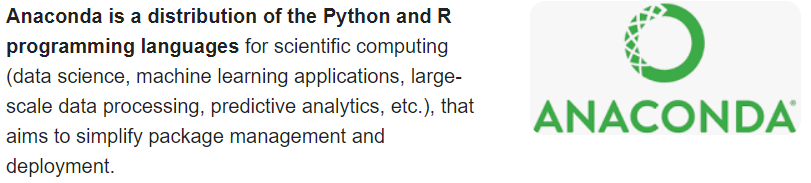 Anaconda is a distribution of the Python and R
programming languages for scientific computing
(data science, machine learning applications, large-
scale data processing, predictive analytics, etc.), that
aims to simplify package management and
deployment.
ANACONDA®